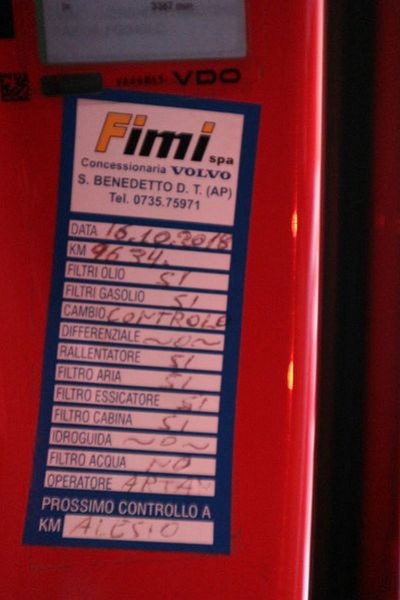 VDO
Fimi spa
Concessionaria VOLVO
S. BENEDETTO D. T. (AP)
Tel. 0735.75971
DATA 16.10.2018
KM 9634.
FILTRI OLIO SI
FILTRI GASOLIO SI
CAMBIO CONTROLO
DIFFERENZIALE ~0~
RALLENTATORE SI
FILTRO ARIA SI
FILTRO ESSICATORE SI
FILTRO CABINA SI
IDROGUIDA ~0~
FILTRO ACQUA NO
OPERATORE
PROSSIMO CONTROLLO A
KM ALESIO